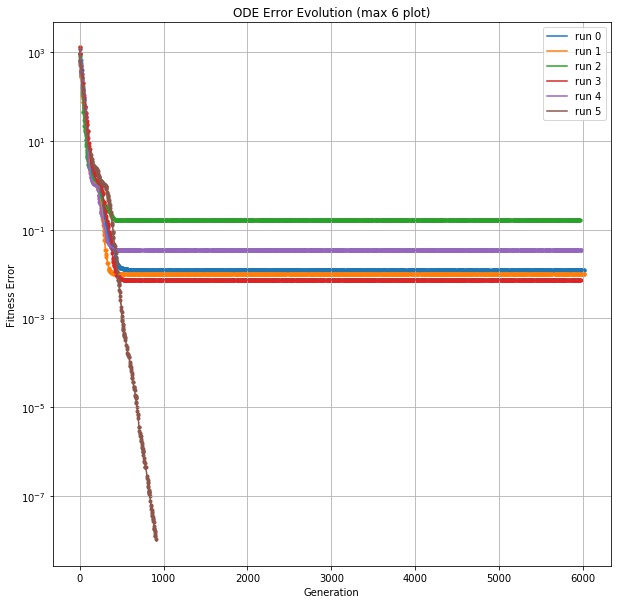 ODE Error Evolution (max 6 plot)
run 0
run 1
run 2
run 3
run 4
run 5
Fitness Error
10³
10¹
10⁻¹
10⁻³
10⁻⁵
10⁻⁷
0 1000 2000 3000 4000 5000 6000
Generation